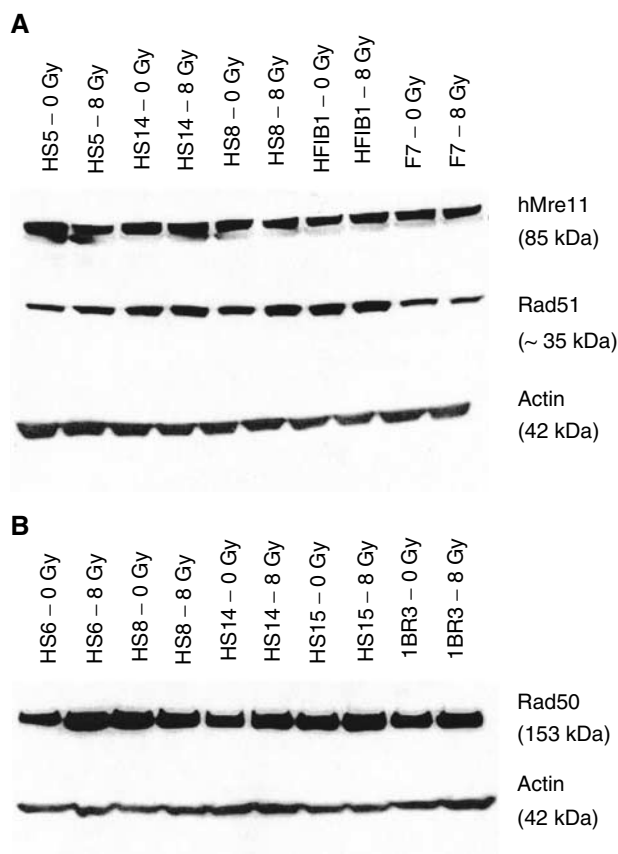 A
HS5 – 0 Gy
HS5 – 8 Gy
HS14 – 0 Gy
HS14 – 8 Gy
HS8 – 0 Gy
HS8 – 8 Gy
HFIB1 – 0 Gy
HFIB1 – 8 Gy
F7 – 0 Gy
F7 – 8 Gy
hMre11
(85 kDa)
Rad51
(~ 35 kDa)
Actin
(42 kDa)
B
HS6 – 0 Gy
HS6 – 8 Gy
HS8 – 0 Gy
HS8 – 8 Gy
HS14 – 0 Gy
HS14 – 8 Gy
HS15 – 0 Gy
HS15 – 8 Gy
1BR3 – 0 Gy
1BR3 – 8 Gy
Rad50
(153 kDa)
Actin
(42 kDa)